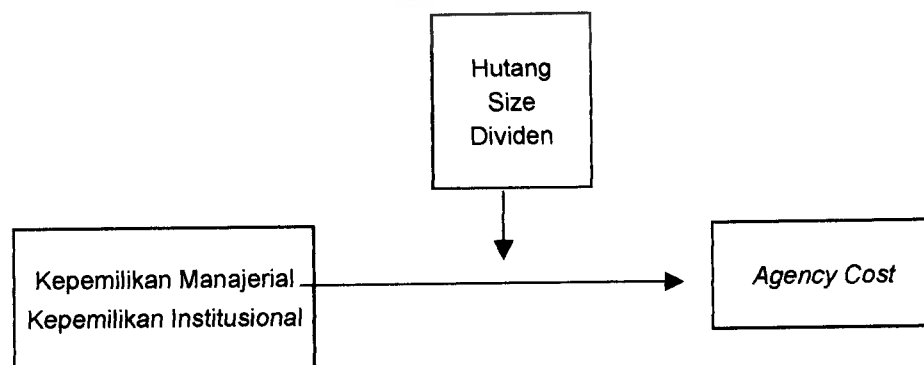 Hutang
Size
Dividen
Kepemilikan Manajerial
Kepemilikan Institusional
Agency Cost